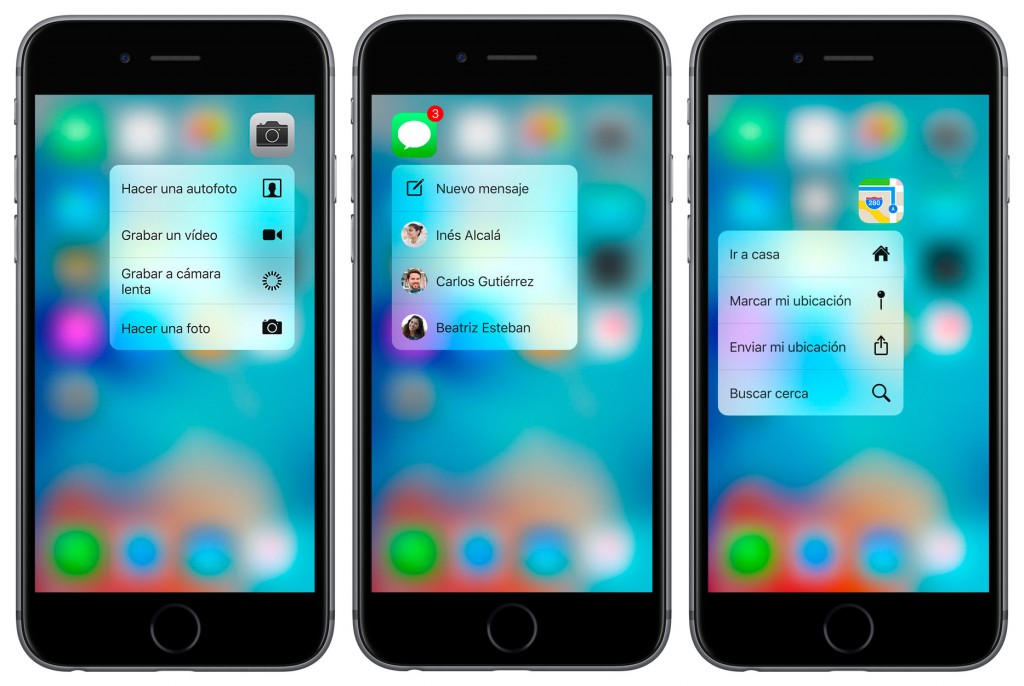 Hacer una autofoto
Grabar un vídeo
Grabar a cámara
lenta
Hacer una foto
3
Nuevo mensaje
Inés Alcalá
Carlos Gutiérrez
Beatriz Esteban
280
Ir a casa
Marcar mi ubicación
Enviar mi ubicación
Buscar cerca